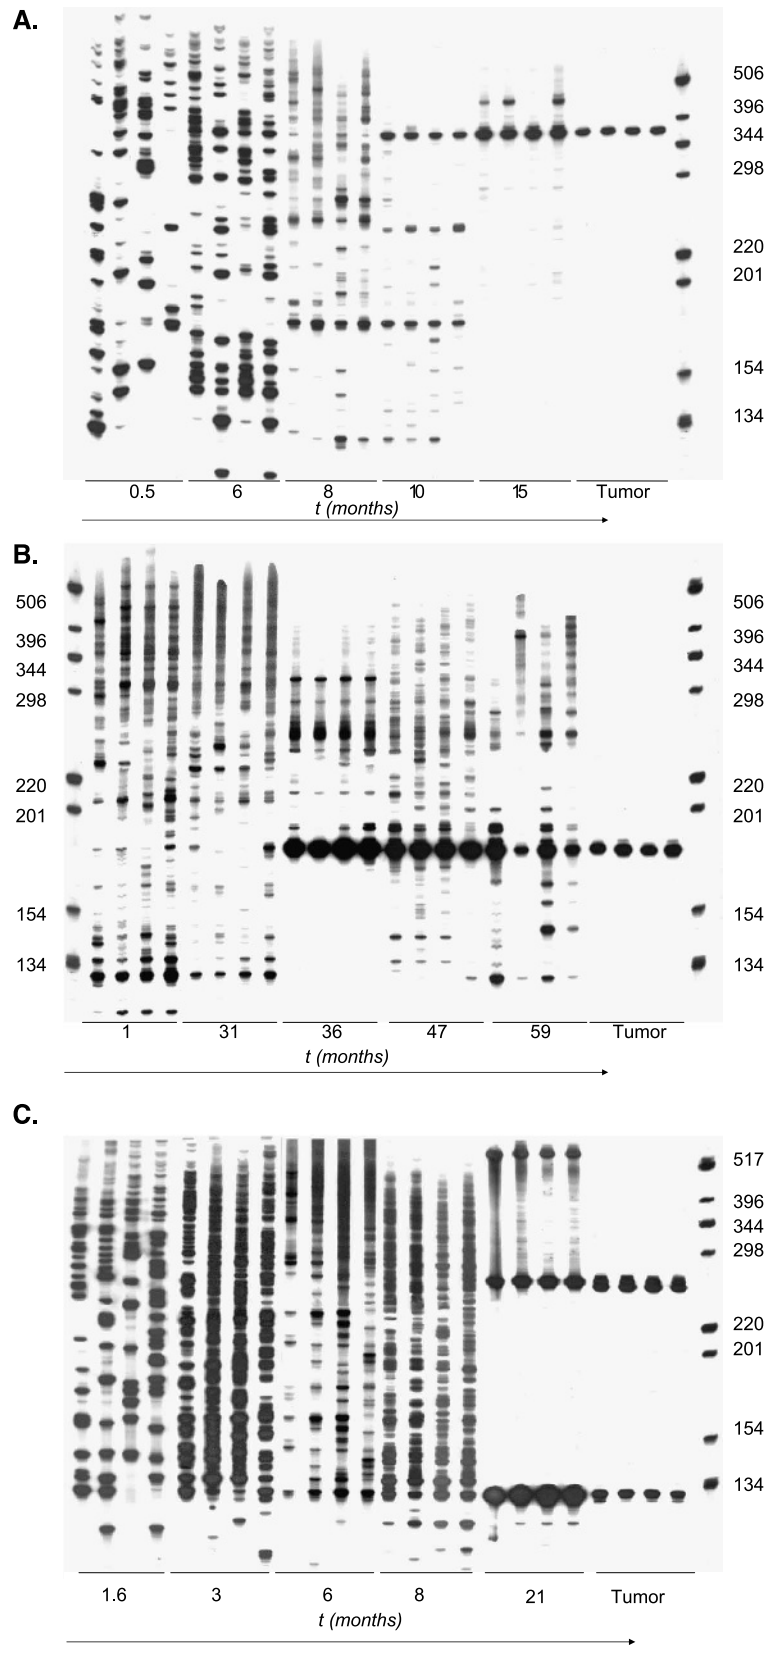 A.
506
396
344
298
220
201
154
134
0.5 6 8 10 15 Tumor
t (months)
B.
506 506
396 396
344 344
298 298
220 220
201 201
154 154
134 134
1 31 36 47 59 Tumor
t (months)
C.
517
396
344
298
220
201
154
134
1.6 3 6 8 21 Tumor
t (months)